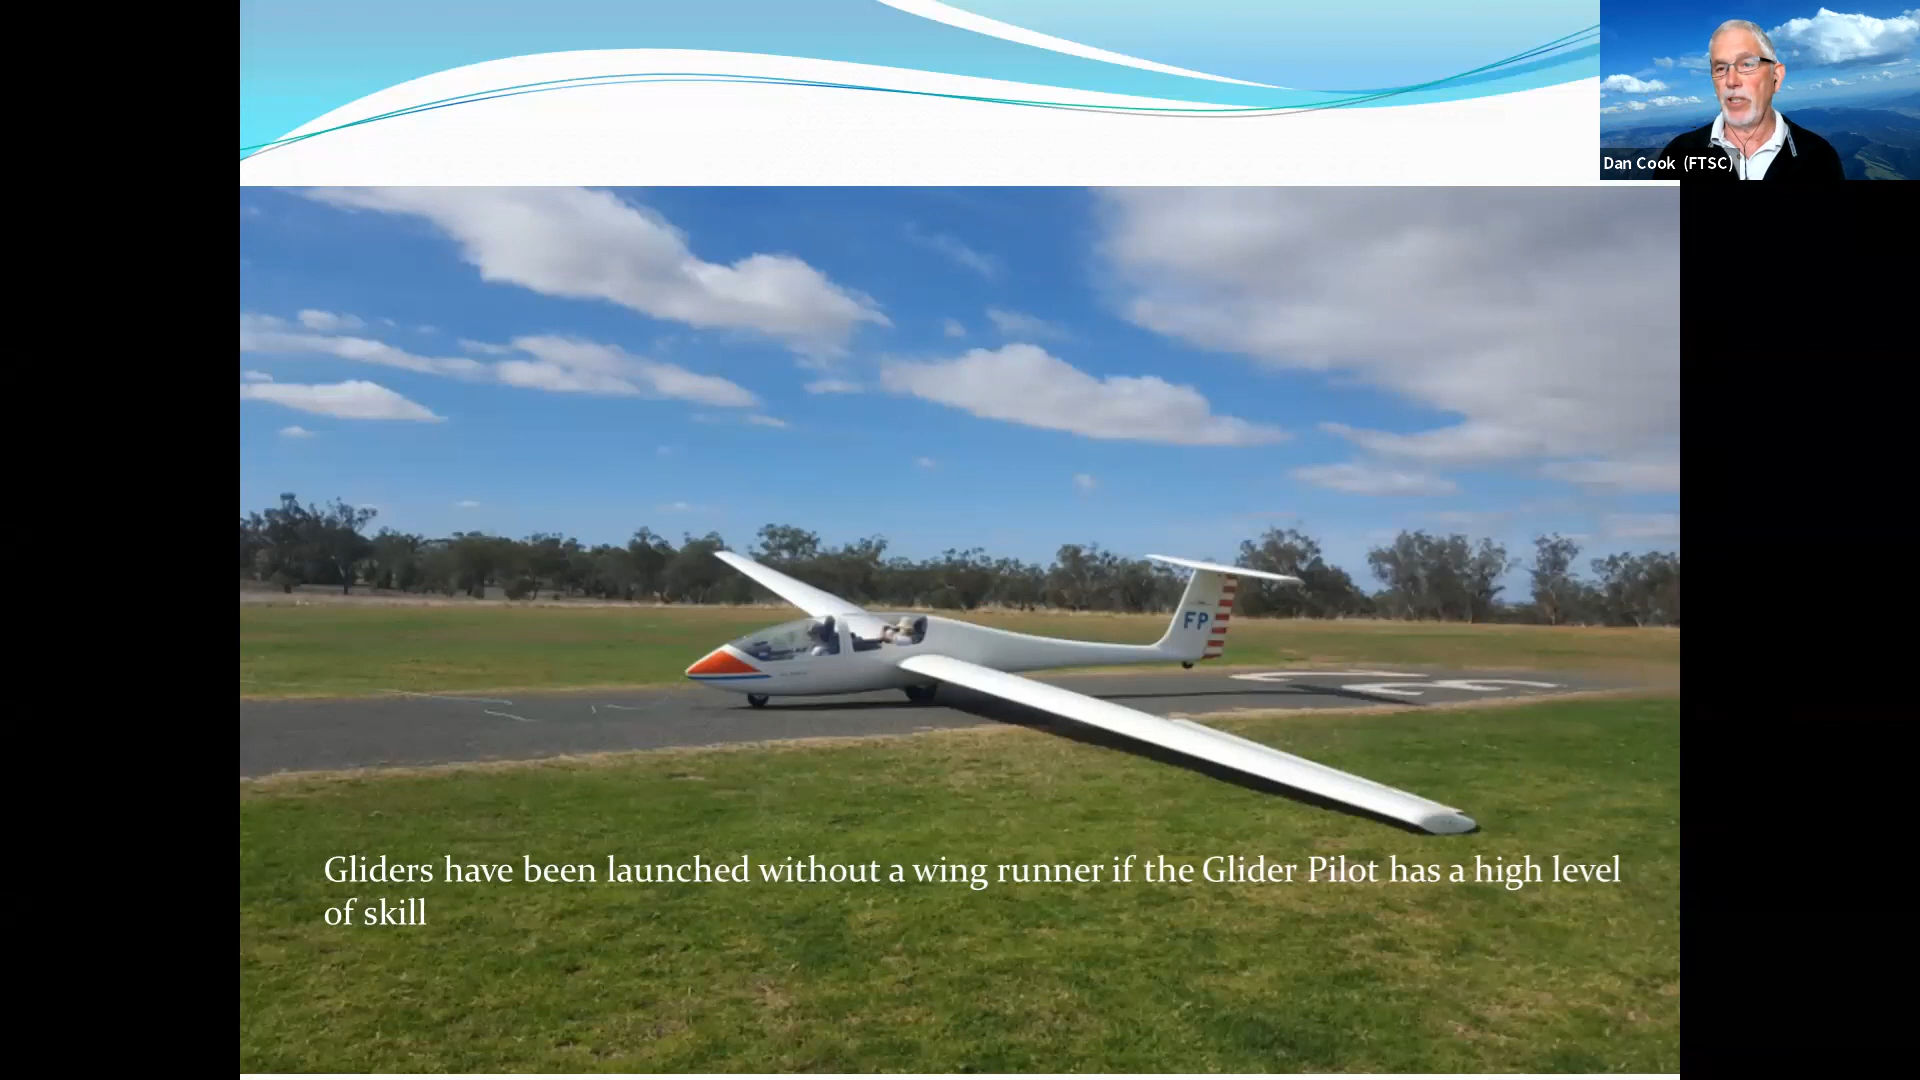 Dan Cook (FTSC)
FP
Gliders have been launched without a wing runner if the Glider Pilot has a high level
of skill